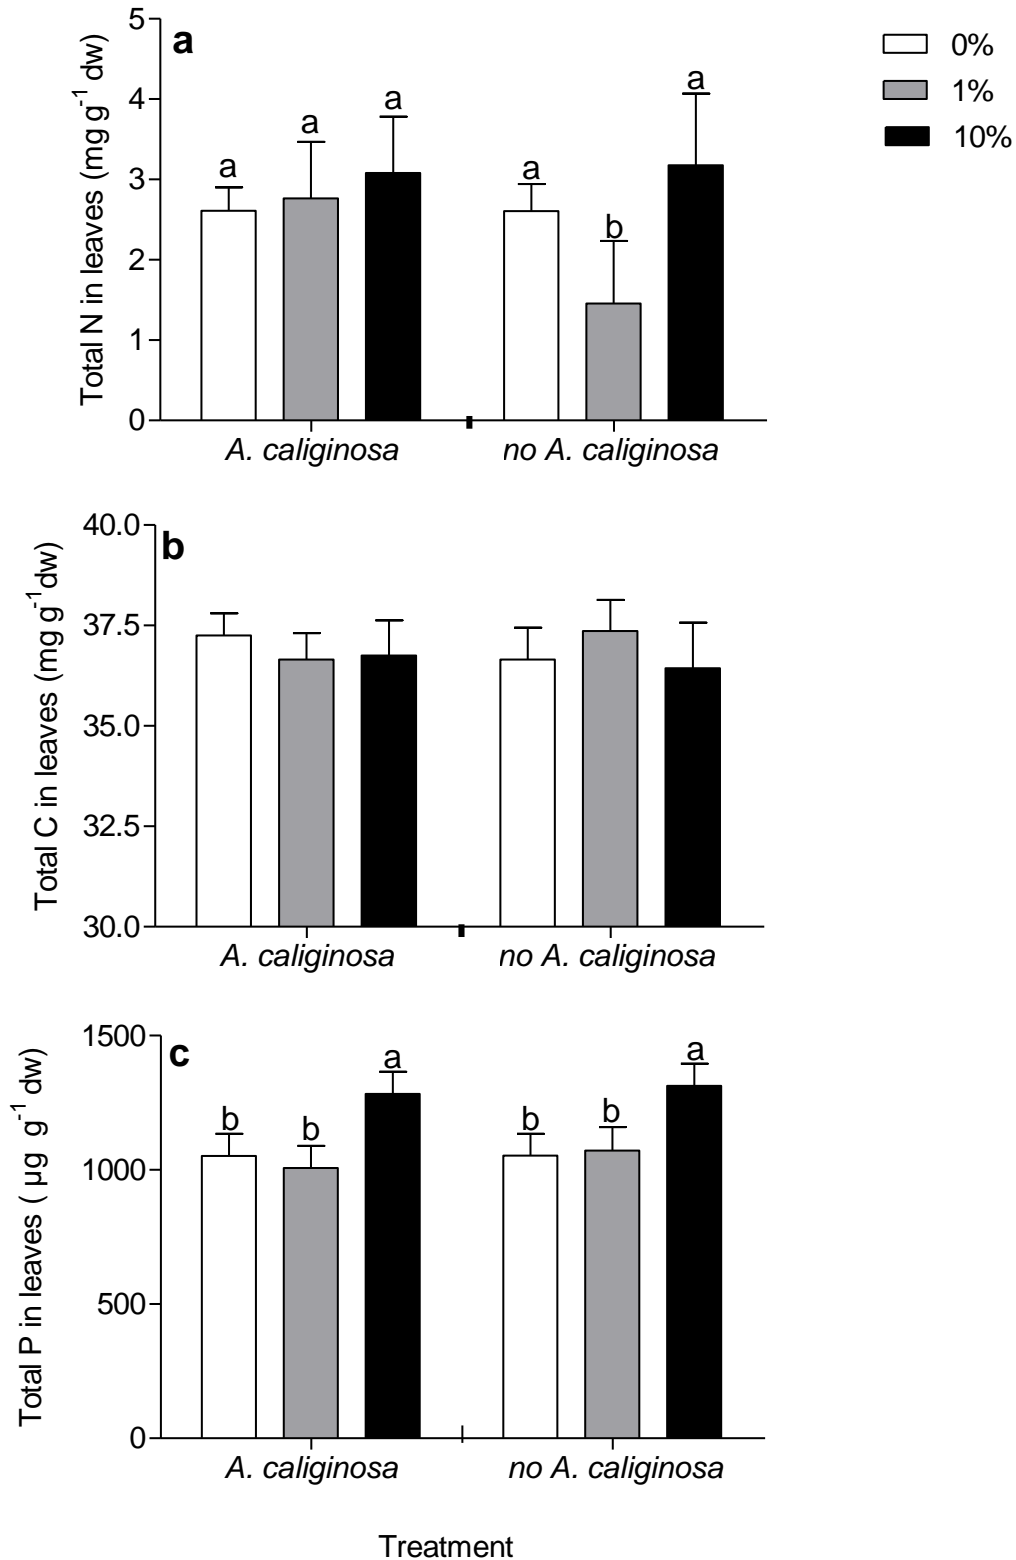 a
0%
1%
10%
Total N in leaves (mg g-1 dw)
5
4
3
2
1
0
a
a
a
a
b
a
A. caliginosa
no A. caliginosa
b
Total C in leaves (mg g-1dw)
40.0
37.5
35.0
32.5
30.0
A. caliginosa
no A. caliginosa
c
Total P in leaves ( µg g-1 dw)
1500
1000
500
0
b
b
a
b
b
a
A. caliginosa
no A. caliginosa
Treatment